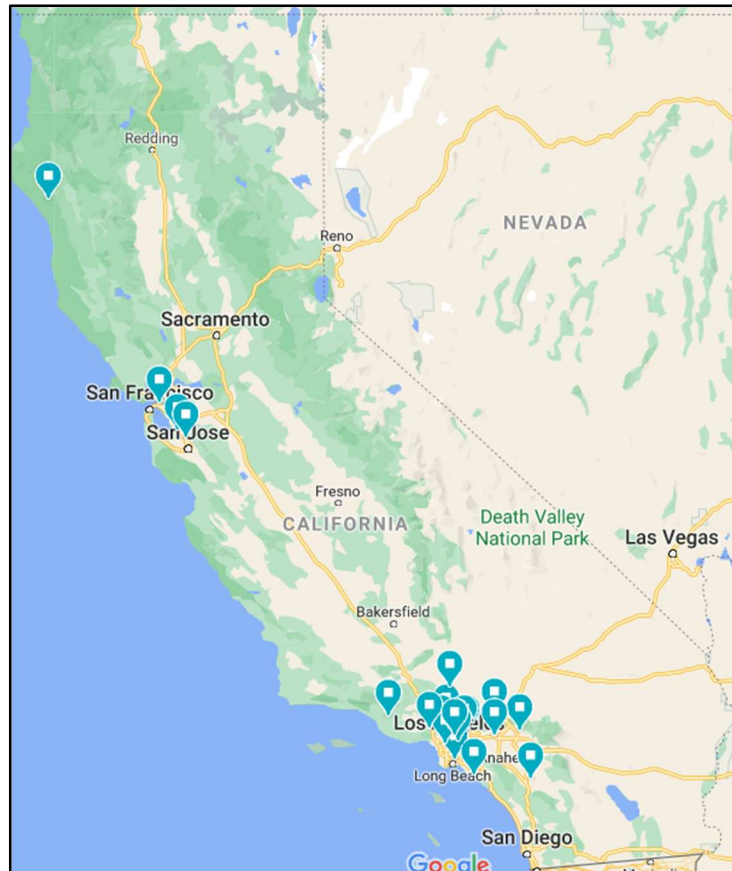 Redding
NEVADA
Reno
Sacramento
San Francisco
San Jose
Fresno
CALIFORNIA
Death Valley
National Park
Las Vegas
Bakersfield
Los
Long Beach
San Diego
Google